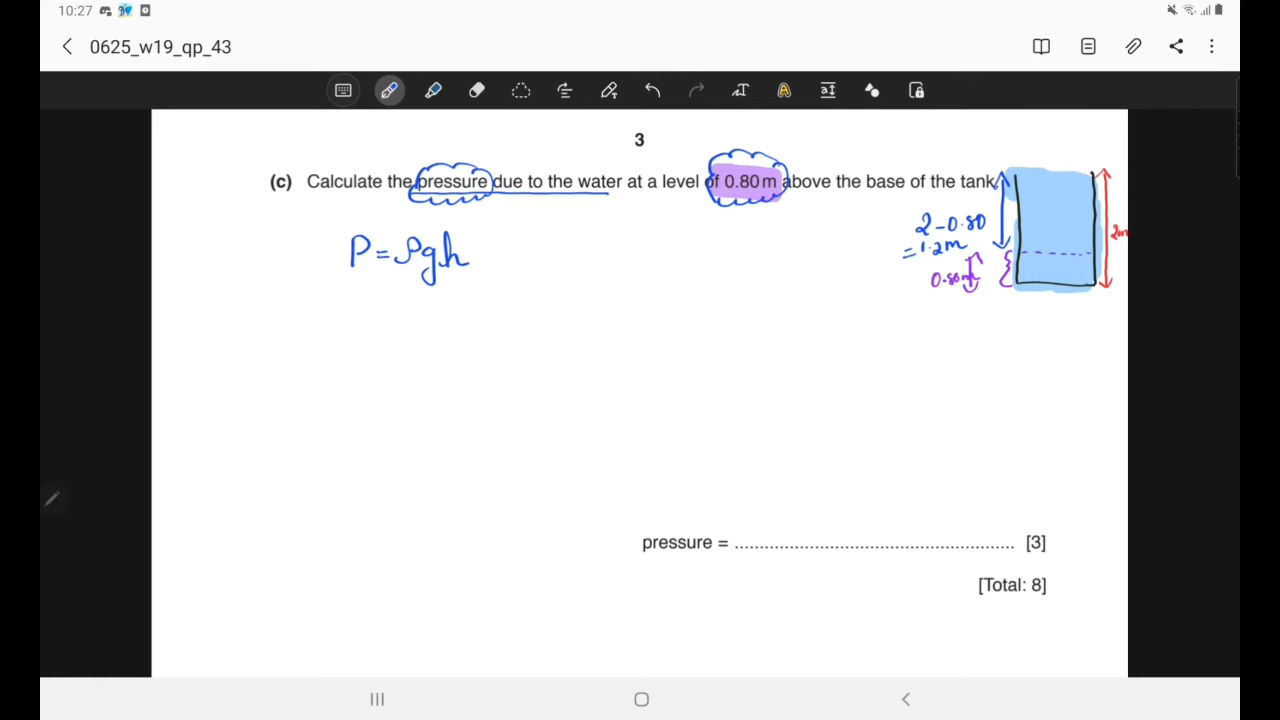 10:27
0625_w19_qp_43
3
(c) Calculate the pressure due to the water at a level of 0.80 m above the base of the tank
P = ρgh
2-0.80
= 1.2m
0.80m
2m
pressure = ........................................................ [3]
[Total: 8]